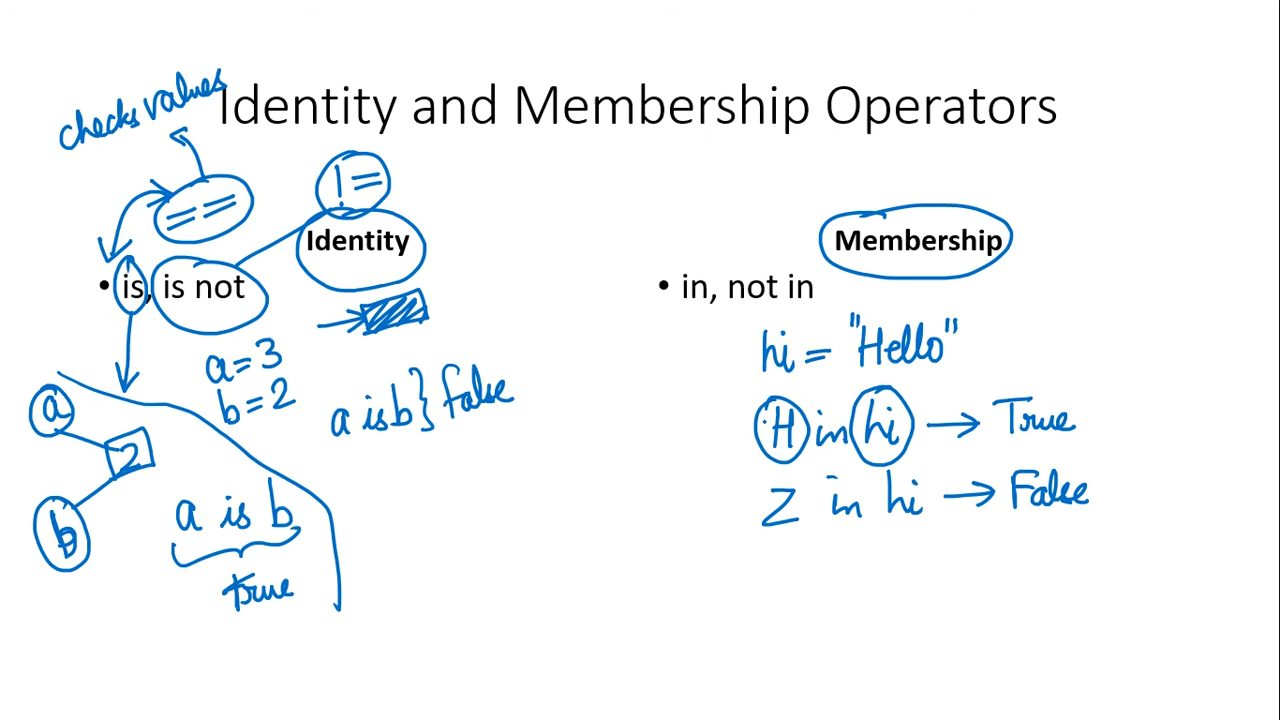 checks values
Identity and Membership Operators
==
!=
Identity
• is, is not
a = 3
b = 2
a is b } false
a
2
b
a is b
true
Membership
• in, not in
hi = "Hello"
H in hi → True
Z in hi → False